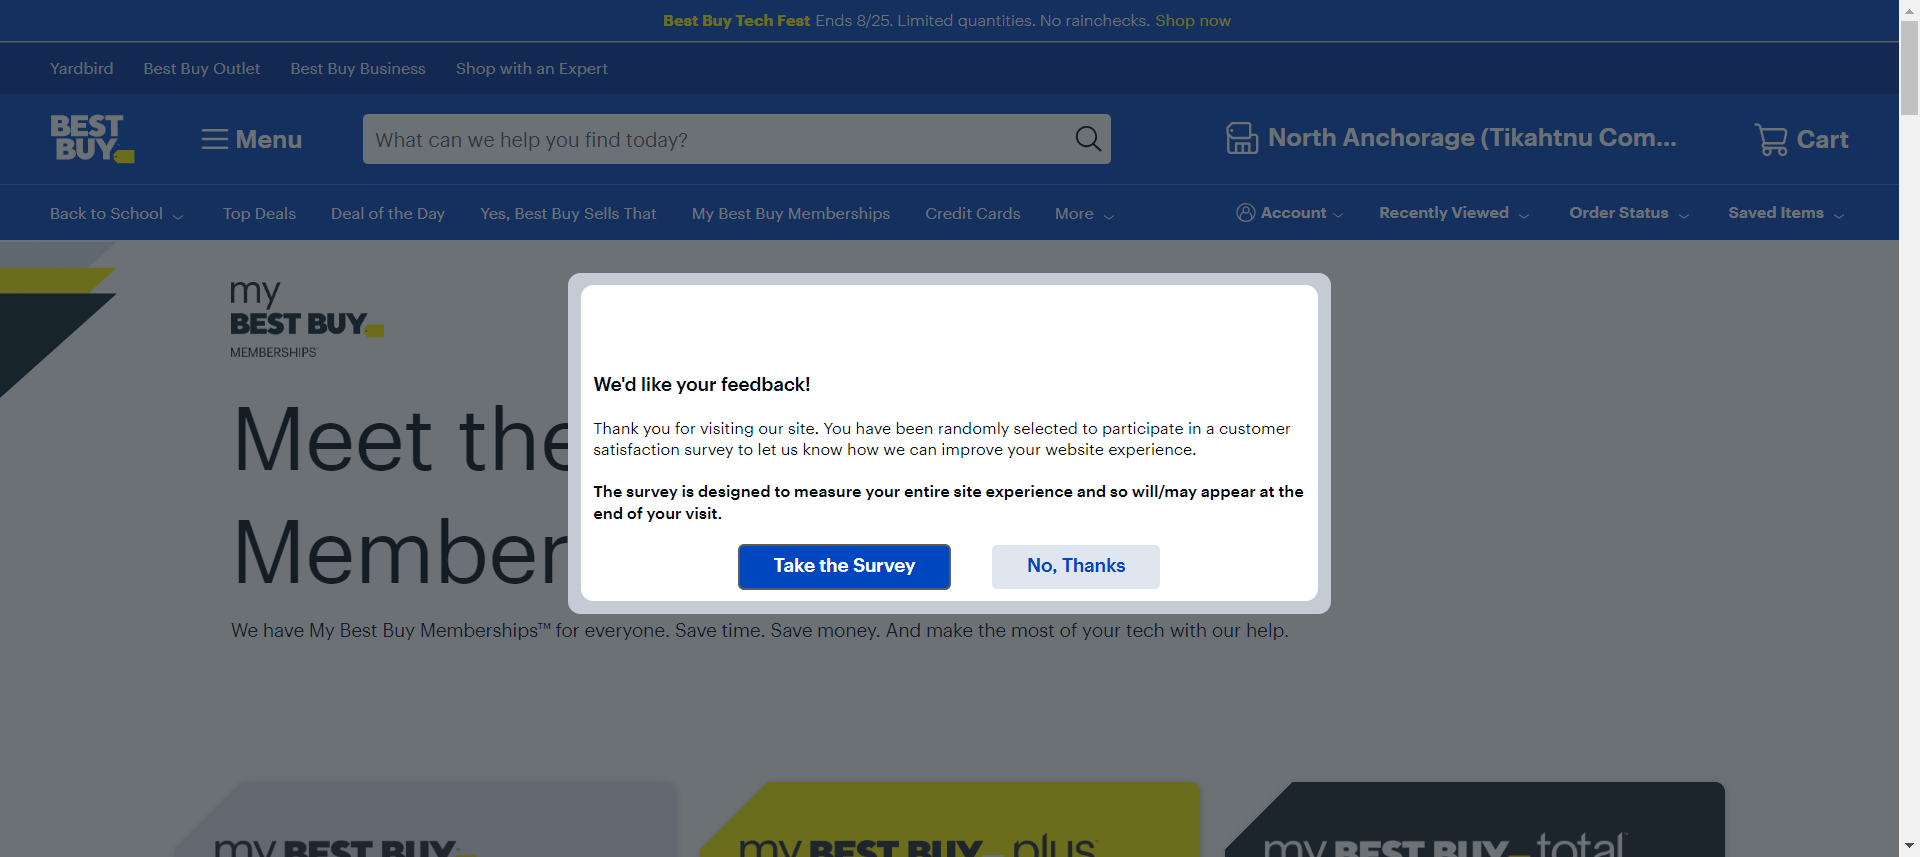 Best Buy Tech Fest Ends 8/25. Limited quantities. No rainchecks. Shop now
Yardbird Best Buy Outlet Best Buy Business Shop with an Expert
BEST BUY
Menu
What can we help you find today?
North Anchorage (Tikahtnu Com...
Cart
Back to School Top Deals Deal of the Day Yes, Best Buy Sells That My Best Buy Memberships Credit Cards More
Account Recently Viewed Order Status Saved Items
my
BEST BUY
MEMBERSHIPS
Meet the
Member
We'd like your feedback!
Thank you for visiting our site. You have been randomly selected to participate in a customer
satisfaction survey to let us know how we can improve your website experience.
The survey is designed to measure your entire site experience and so will/may appear at the
end of your visit.
Take the Survey No, Thanks
We have My Best Buy Memberships™ for everyone. Save time. Save money. And make the most of your tech with our help.
my BEST BUY
my BEST BUY plus™
my BEST BUY total™